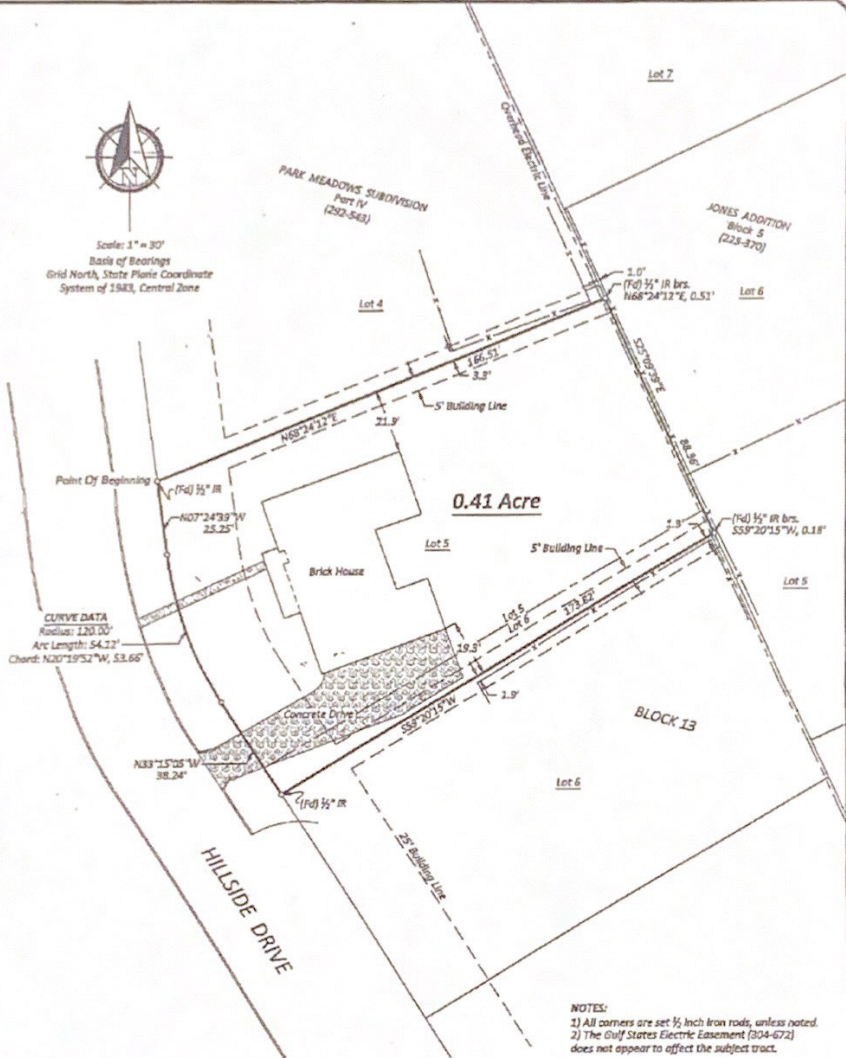 Lot 7
Overhead Electric Line
PARK MEADOWS SUBDIVISION
Part IV
(292-563)
JONES ADDITION
Block 5
(225-370)
N
Scale: 1" = 30'
Basis of Bearings
Grid North, State Plane Coordinate
System of 1983, Central Zone
1.0'
(Fd) ½" IR brs.
N68°24'12"E, 0.51'
Lot 6
Lot 4
166.51'
3.3'
S25°09'39"E
5' Building Line
21.9'
N68°24'12"E
88.96'
Point Of Beginning
(Fd) ½" IR
0.41 Acre
N07°24'39"W
25.25'
1.3'
(Fd) ½" IR brs.
S59°20'15"W, 0.18'
Lot 5
5' Building Line
Brick House
Lot 5
Lot 5
Lot 6
173.62'
CURVE DATA
Radius: 120.00'
Arc Length: 54.12'
Chord: N20°19'52"W, 53.66'
19.3'
1.9'
Concrete Drive
S59°20'15"W
BLOCK 13
N33°15'05"W
38.24'
(Fd) ½" IR
Lot 6
25' Building Line
HILLSIDE DRIVE
NOTES:
1) All corners are set ½ inch iron rods, unless noted.
2) The Gulf States Electric Easement (304-672)
does not appear to affect the subject tract.